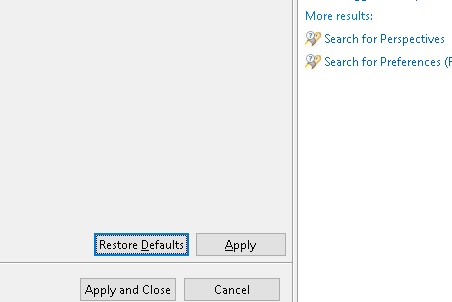 More results:
Search for Perspectives
Search for Preferences (
Restore Defaults
Apply
Apply and Close
Cancel